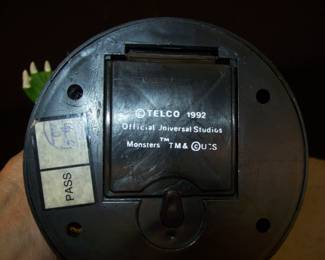 © TELCO 1992
Official Universal Studios
Monsters™ TM & © UCS
PASS